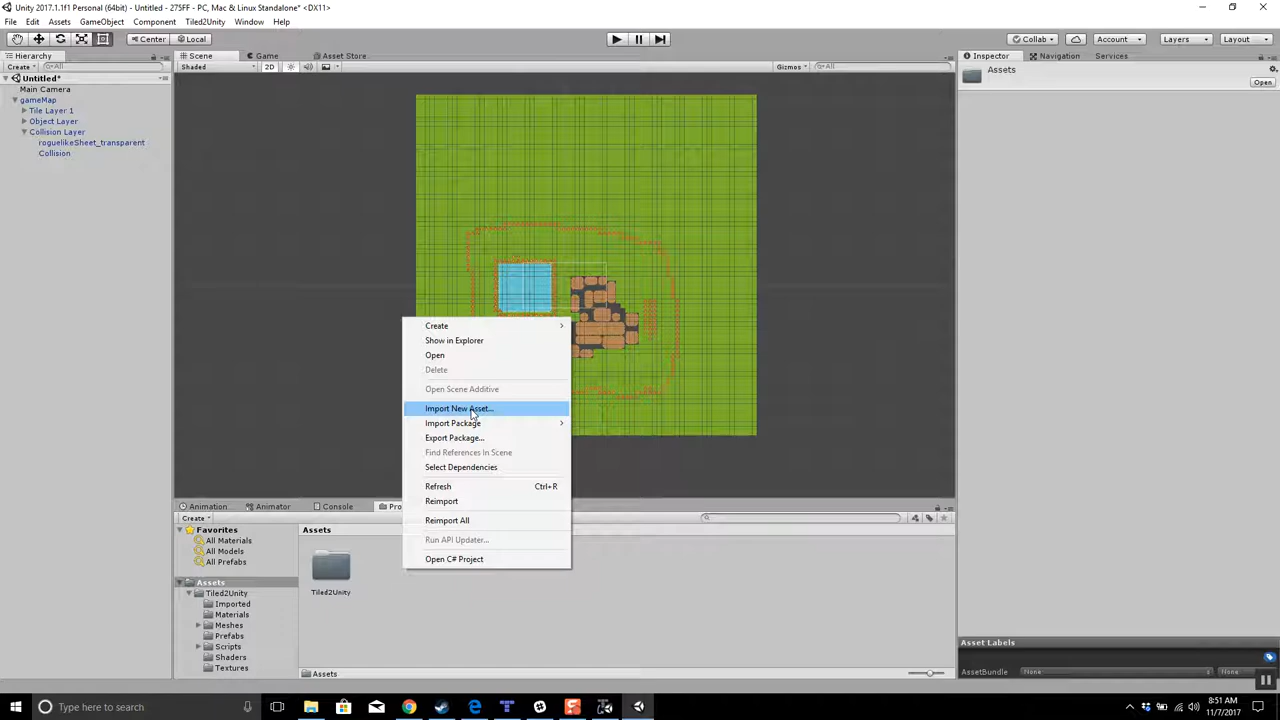 Unity 2017.1.1f1 Personal (64bit) - Untitled - 275FF - PC, Mac & Linux Standalone* <DX11>
File Edit Assets GameObject Component Tiled2Unity Window Help
Center Local Collab Account Layers Layout
Hierarchy Scene Game Asset Store Inspector Navigation Services
Create All Shaded 2D Gizmos All
Assets
Open
Untitled*
Main Camera
gameMap
Tile Layer 1
Object Layer
Collision Layer
roguelikeSheet_transparent
Collision
Create
Show in Explorer
Open
Delete
Open Scene Additive
Import New Asset...
Import Package
Export Package...
Find References In Scene
Select Dependencies
Refresh Ctrl+R
Reimport
Reimport All
Run API Updater...
Open C# Project
Animation Animator Console Pro
Create
Favorites
All Materials
All Models
All Prefabs
Assets
Tiled2Unity
Imported
Materials
Meshes
Prefabs
Scripts
Shaders
Textures
Assets
Tiled2Unity
Assets
Asset Labels
AssetBundle None None
Type here to search
8:51 AM
11/7/2017